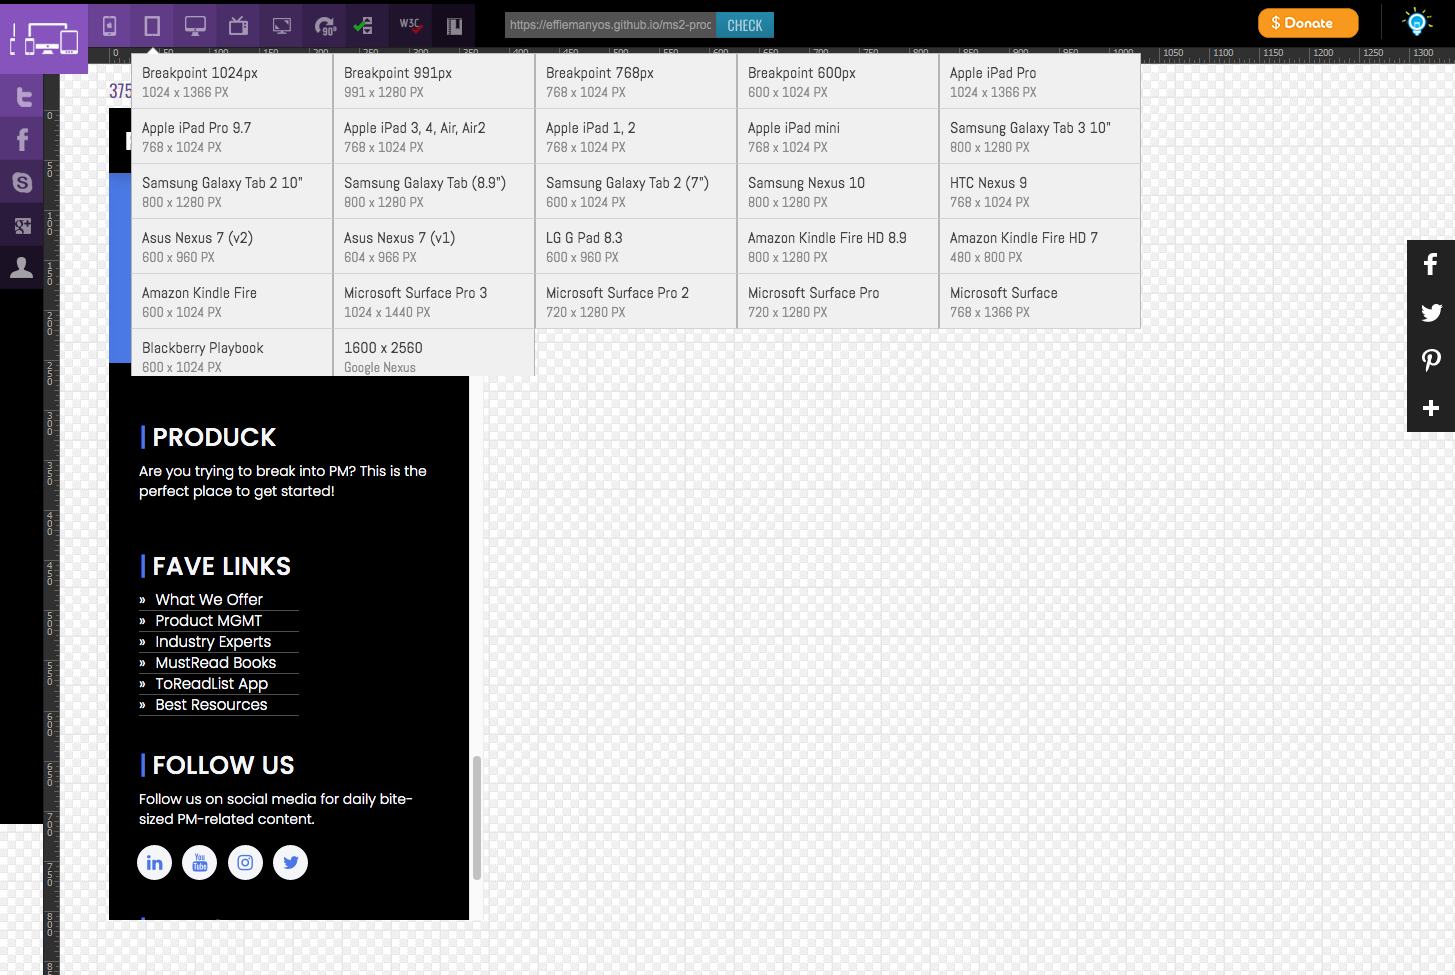 90°
W3C
https://effiemanyos.github.io/ms2-proc
CHECK
$ Donate
0 50 100 150 200 250 300 350 400 450 500 550 600 650 700 750 800 850 900 950 1000 1050 1100 1150 1200 1250 1300
375
Breakpoint 1024px
1024 x 1366 PX
Breakpoint 991px
991 x 1280 PX
Breakpoint 768px
768 x 1024 PX
Breakpoint 600px
600 x 1024 PX
Apple iPad Pro
1024 x 1366 PX
Apple iPad Pro 9.7
768 x 1024 PX
Apple iPad 3, 4, Air, Air2
768 x 1024 PX
Apple iPad 1, 2
768 x 1024 PX
Apple iPad mini
768 x 1024 PX
Samsung Galaxy Tab 3 10"
800 x 1280 PX
Samsung Galaxy Tab 2 10"
800 x 1280 PX
Samsung Galaxy Tab (8.9")
800 x 1280 PX
Samsung Galaxy Tab 2 (7")
600 x 1024 PX
Samsung Nexus 10
800 x 1280 PX
HTC Nexus 9
768 x 1024 PX
Asus Nexus 7 (v2)
600 x 960 PX
Asus Nexus 7 (v1)
604 x 966 PX
LG G Pad 8.3
600 x 960 PX
Amazon Kindle Fire HD 8.9
800 x 1280 PX
Amazon Kindle Fire HD 7
480 x 800 PX
Amazon Kindle Fire
600 x 1024 PX
Microsoft Surface Pro 3
1024 x 1440 PX
Microsoft Surface Pro 2
720 x 1280 PX
Microsoft Surface Pro
720 x 1280 PX
Microsoft Surface
768 x 1366 PX
Blackberry Playbook
600 x 1024 PX
1600 x 2560
Google Nexus
PRODUCK
Are you trying to break into PM? This is the
perfect place to get started!
FAVE LINKS
» What We Offer
» Product MGMT
» Industry Experts
» MustRead Books
» ToReadList App
» Best Resources
FOLLOW US
Follow us on social media for daily bite-
sized PM-related content.
in
You Tube
0
50
100
150
200
250
300
350
400
450
500
550
600
650
700
750
800